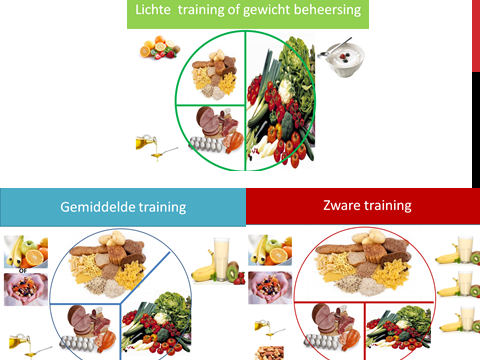 Lichte  training of gewicht beheersing
Gemiddelde training
Zware training
OF